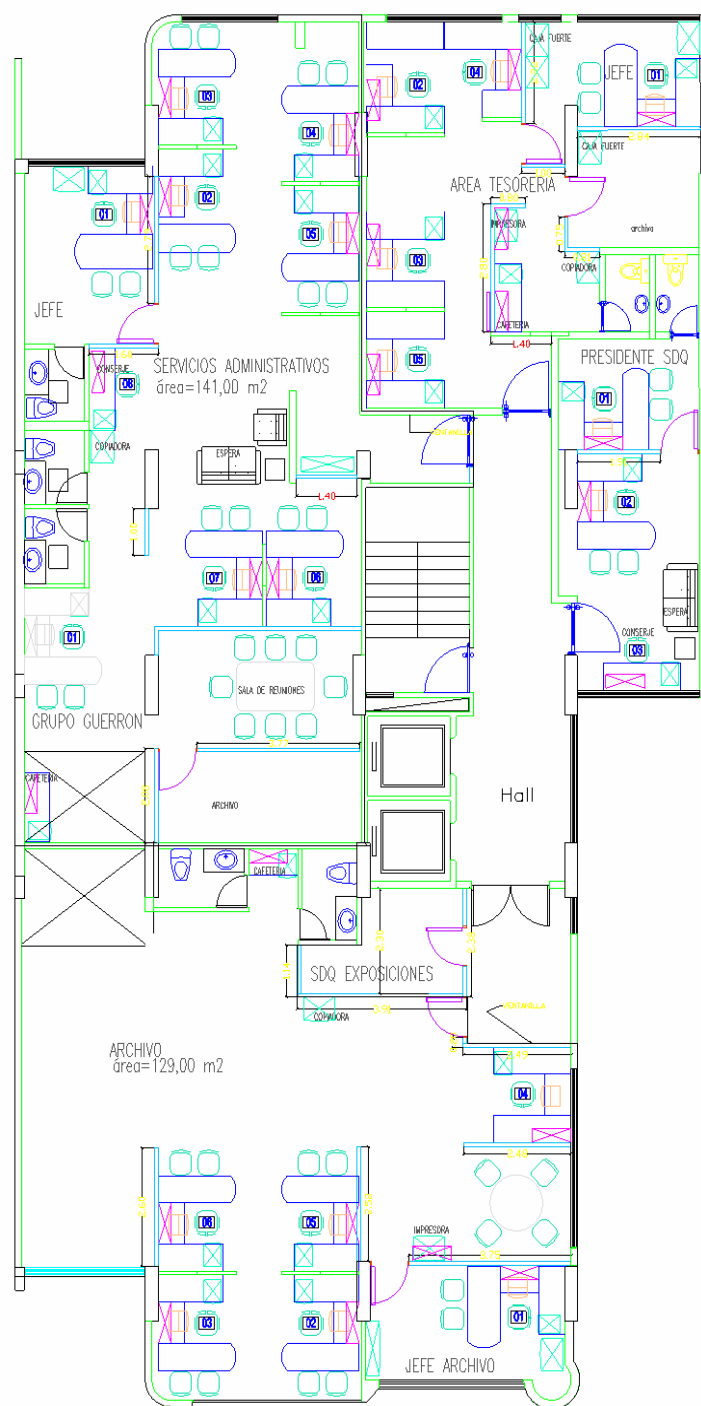 CAJA FUERTE
03
02
04
JEFE
01
04
CAJA FUERTE
AREA TESORERIA
02
01
IMPRESORA
archivo
05
03
COPIADORA
JEFE
CAFETERIA
1.40
SERVICIOS ADMINISTRATIVOS
área=141,00 m2
05
PRESIDENTE SDQ
CONSERJE
08
01
COPIADORA
ESPERA
1.40
02
07
06
01
ESPERA
CONSERJE
03
SALA DE REUNIONES
GRUPO GUERRON
CAFETERIA
Hall
ARCHIVO
CAFETERIA
SDQ EXPOSICIONES
VENTANILLA
COPIADORA
ARCHIVO
área=129,00 m2
04
06
05
IMPRESORA
03
02
01
JEFE ARCHIVO